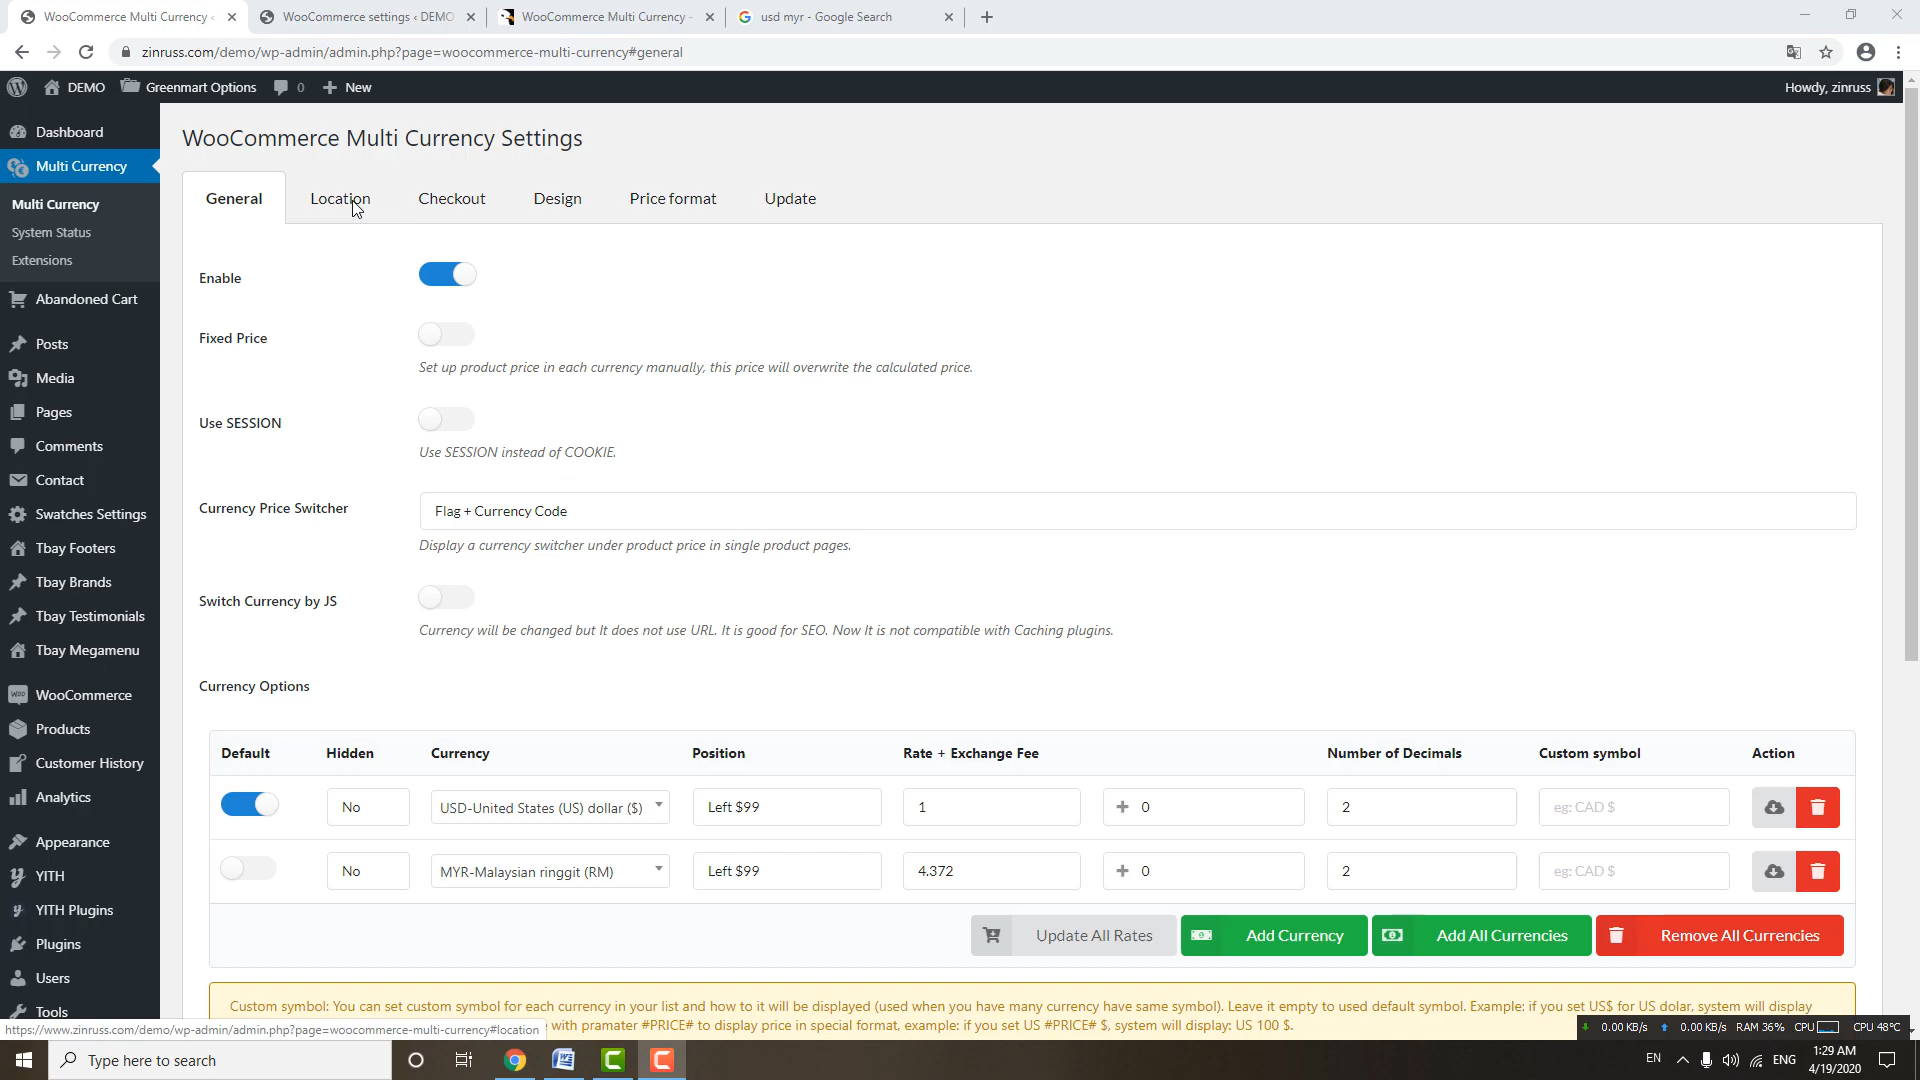 WooCommerce Multi Currency
WooCommerce settings ‹ DEMO
WooCommerce Multi Currency -
usd myr - Google Search
zinruss.com/demo/wp-admin/admin.php?page=woocommerce-multi-currency#general
DEMO
Greenmart Options
0
New
Howdy, zinruss
Dashboard
Multi Currency
Multi Currency
System Status
Extensions
Abandoned Cart
Posts
Media
Pages
Comments
Contact
Swatches Settings
Tbay Footers
Tbay Brands
Tbay Testimonials
Tbay Megamenu
WooCommerce
Products
Customer History
Analytics
Appearance
YITH
YITH Plugins
Plugins
Users
Tools
WooCommerce Multi Currency Settings
General Location Checkout Design Price format Update
Enable
Fixed Price
Set up product price in each currency manually, this price will overwrite the calculated price.
Use SESSION
Use SESSION instead of COOKIE.
Currency Price Switcher
Flag + Currency Code
Display a currency switcher under product price in single product pages.
Switch Currency by JS
Currency will be changed but It does not use URL. It is good for SEO. Now It is not compatible with Caching plugins.
Currency Options
Default Hidden Currency Position Rate + Exchange Fee Number of Decimals Custom symbol Action
No USD-United States (US) dollar ($) Left $99 1 + 0 2 eg: CAD $
No MYR-Malaysian ringgit (RM) Left $99 4.372 + 0 2 eg: CAD $
Update All Rates Add Currency Add All Currencies Remove All Currencies
Custom symbol: You can set custom symbol for each currency in your list and how to it will be displayed (used when you have many currency have same symbol). Leave it empty to used default symbol. Example: if you set US$ for US dolar, system will display
with pramater #PRICE# to display price in special format, example: if you set US #PRICE# $, system will display: US 100 $.
https://www.zinruss.com/demo/wp-admin/admin.php?page=woocommerce-multi-currency#location
0.00 KB/s 0.00 KB/s RAM 36% CPU CPU 48°C
Type here to search
EN
ENG
1:29 AM
4/19/2020